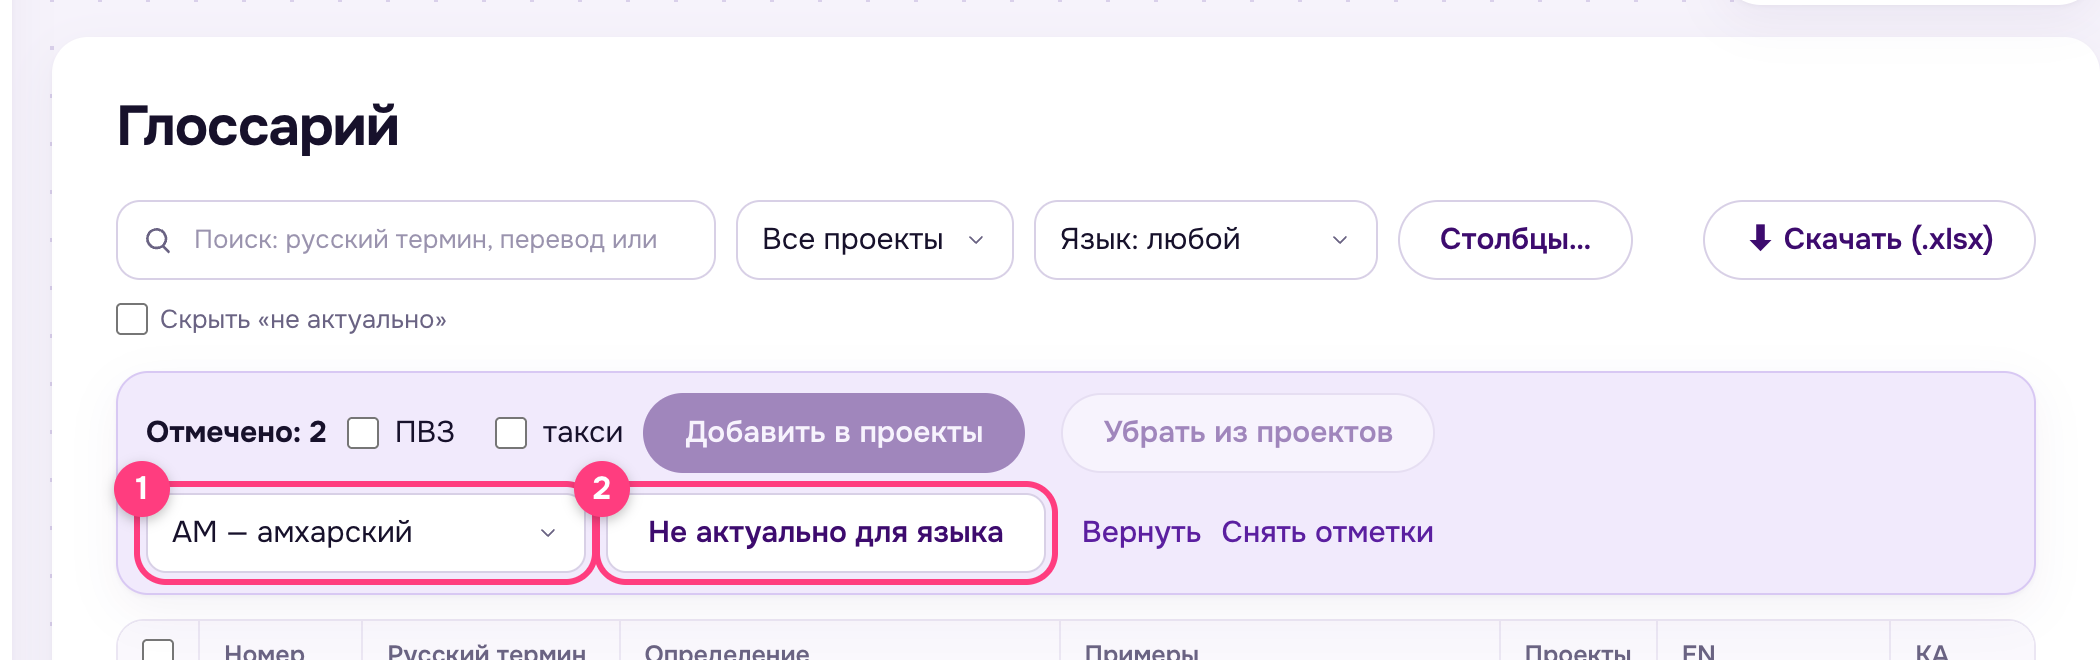 Глоссарий
Поиск: русский термин, перевод или
Все проекты
Язык: любой
Столбцы...
Скачать (.xlsx)
Скрыть «не актуально»
Отмечено: 2
ПВЗ
такси
Добавить в проекты
Убрать из проектов
1
АМ — амхарский
2
Не актуально для языка
Вернуть
Снять отметки
Номер
Русский термин
Определение
Примеры
Проекты
EN
KA